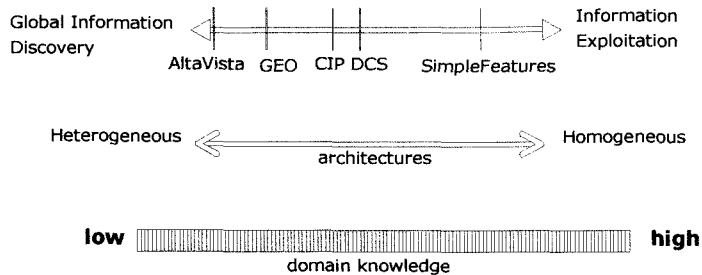 Global Information
Discovery
Information
Exploitation
AltaVista GEO CIP DCS SimpleFeatures
Heterogeneous
Homogeneous
architectures
low
high
domain knowledge